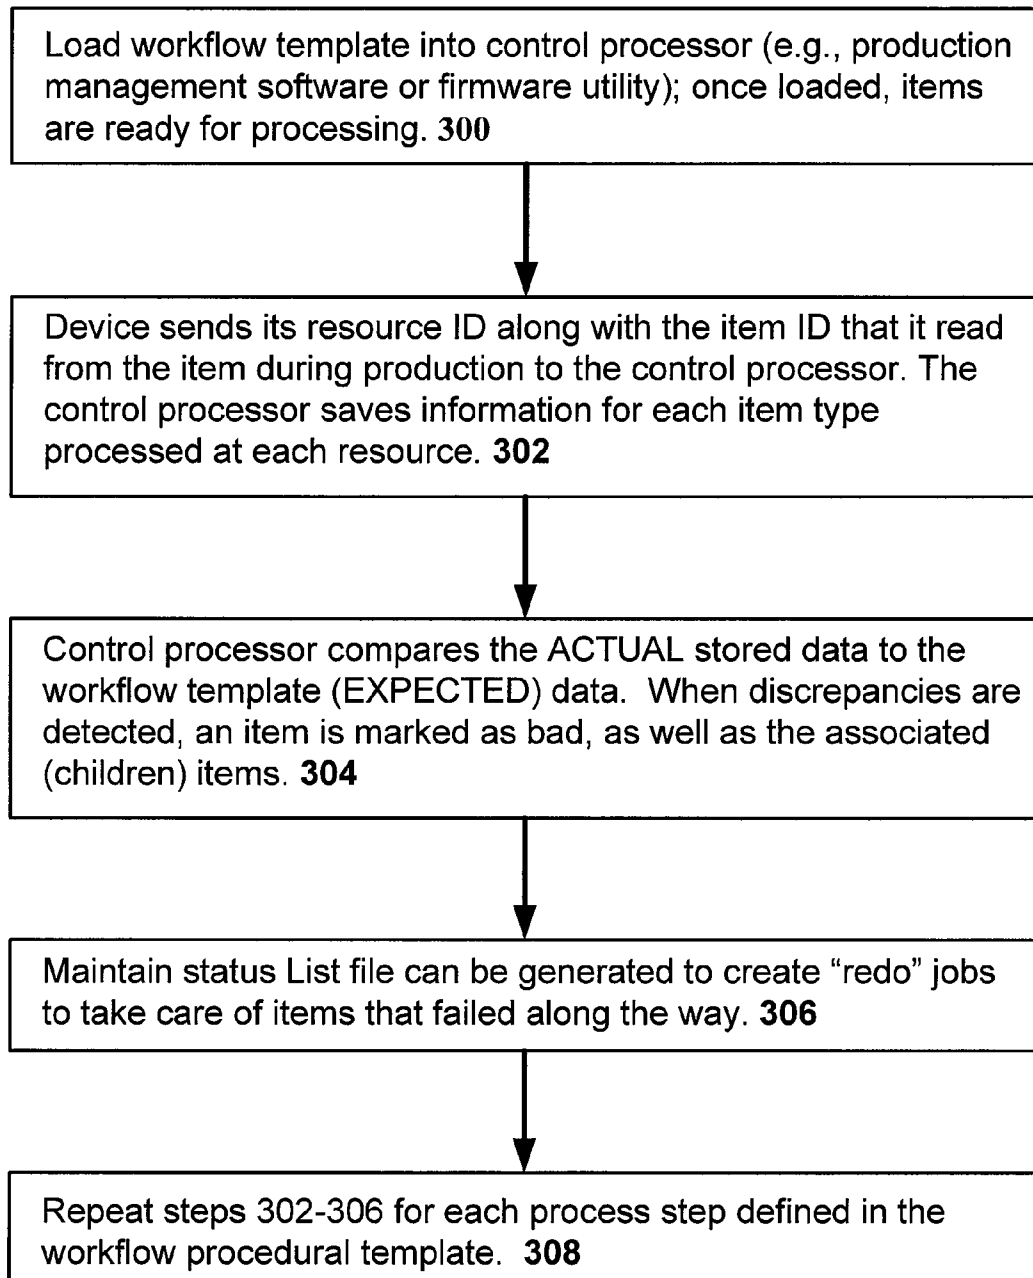 Load workflow template into control processor (e.g., production
management software or firmware utility); once loaded, items
are ready for processing. 300
Device sends its resource ID along with the item ID that it read
from the item during production to the control processor. The
control processor saves information for each item type
processed at each resource. 302
Control processor compares the ACTUAL stored data to the
workflow template (EXPECTED) data.  When discrepancies are
detected, an item is marked as bad, as well as the associated
(children) items. 304
Maintain status List file can be generated to create “redo” jobs
to take care of items that failed along the way. 306
Repeat steps 302-306 for each process step defined in the
workflow procedural template.  308